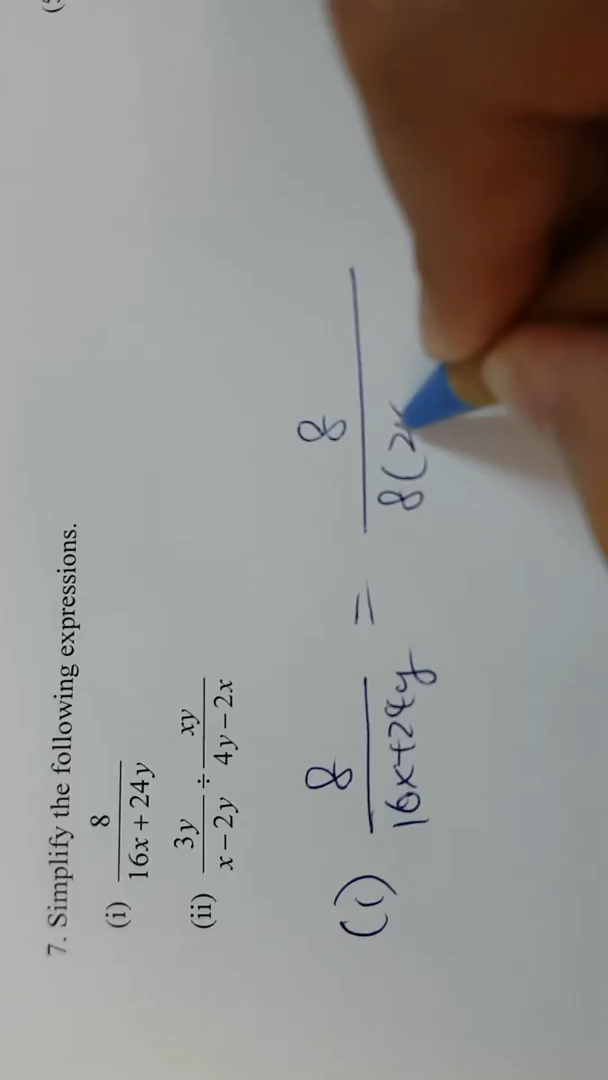 7. Simplify the following expressions.
(i) 8/(16x + 24y)
(ii) 3y/(x − 2y) ÷ xy/(4y − 2x)
(i) 8/(16x+24y) = 8/8(2x